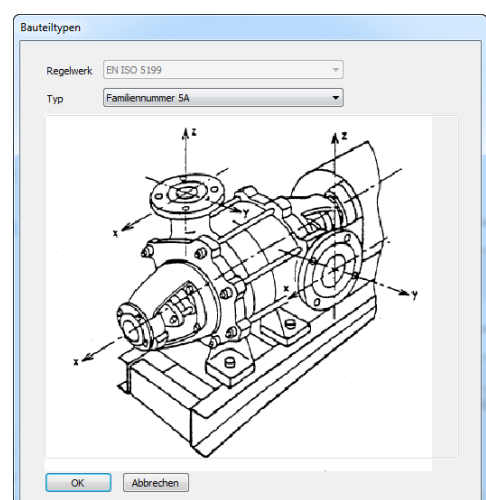 Bauteiltypen
Regelwerk EN ISO 5199
Typ Familiennummer 5A
z z
y
x
x
y
x
OK Abbrechen